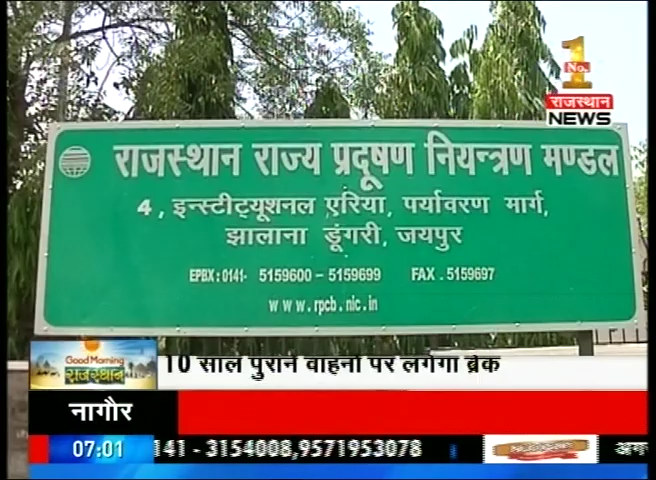 No.1
राजस्थान
NEWS
राजस्थान राज्य प्रदूषण नियन्त्रण मण्डल
4, इन्स्टीट्यूशनल एरिया, पर्यावरण मार्ग,
झालाना डूंगरी, जयपुर
EPBX: 0141- 5159600 - 5159699 FAX . 5159697
www.rpcb.nic.in
Good Morning
राजस्थान
10 साल पुराने वाहनों पर लगेगा ब्रेक
नागौर
07:01
141 - 3154008,9571953078